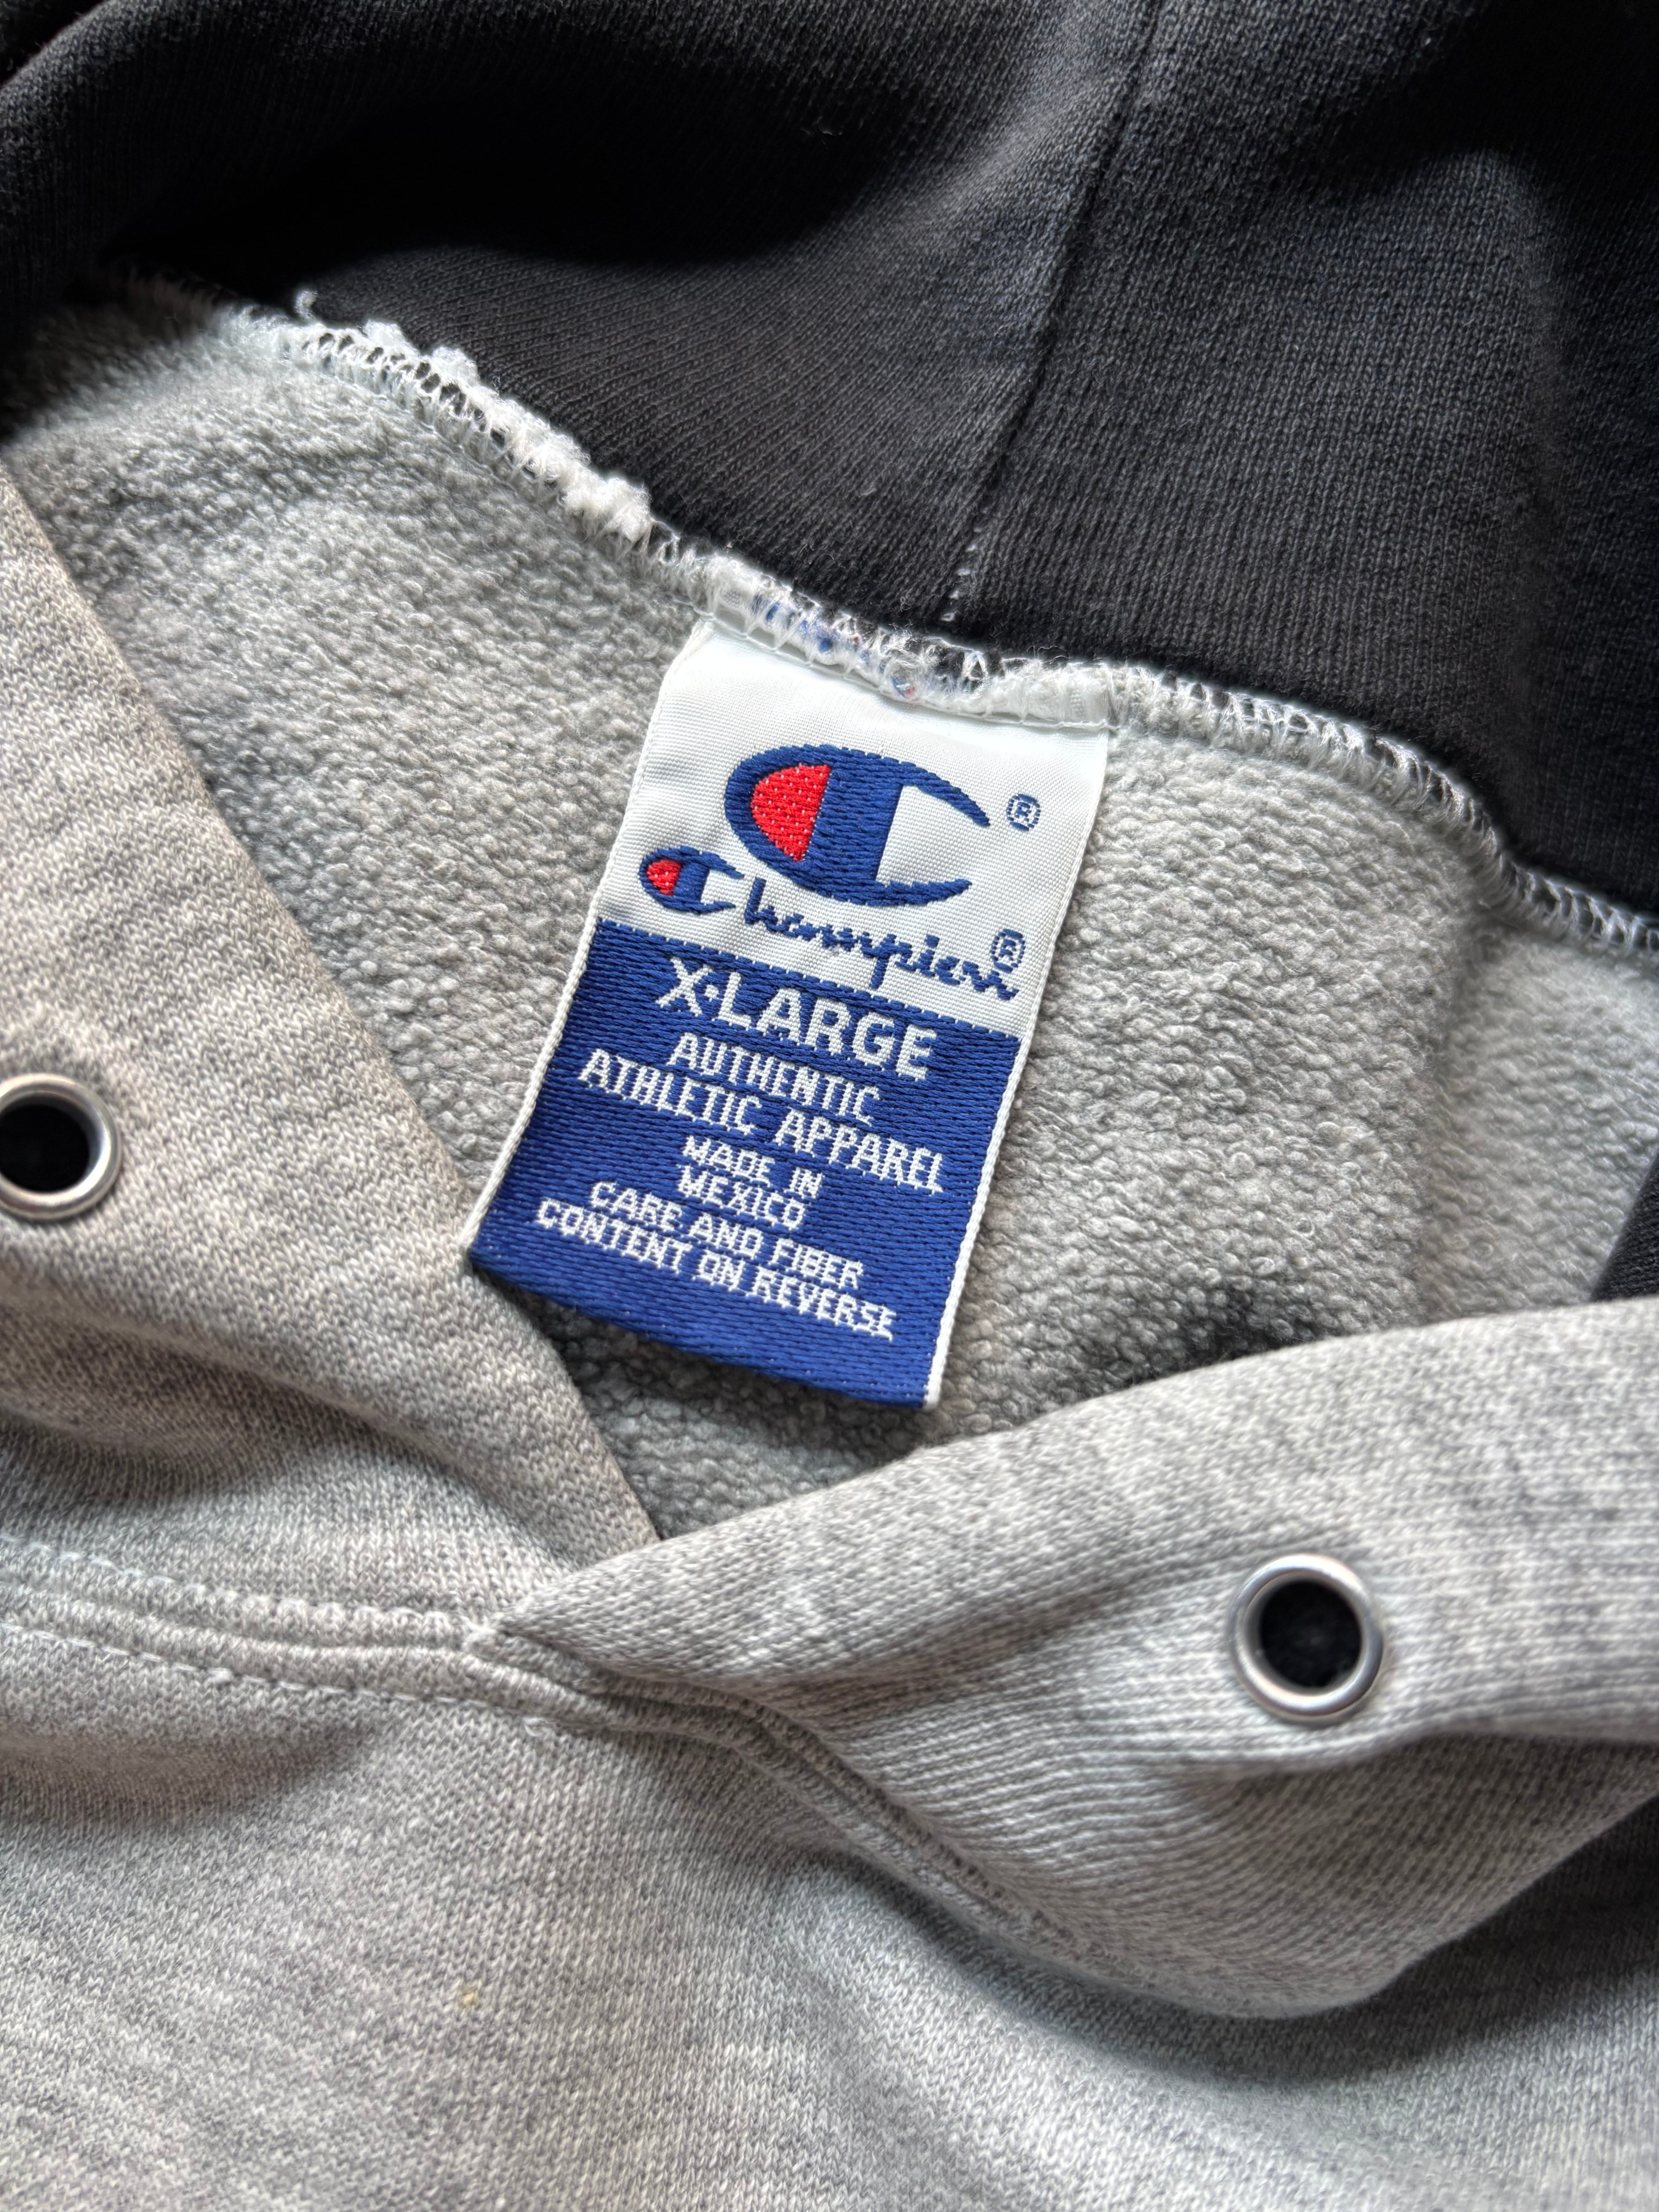 ®
Champion®
X-LARGE
AUTHENTIC
ATHLETIC APPAREL
MADE IN
MEXICO
CARE AND FIBER
CONTENT ON REVERSE